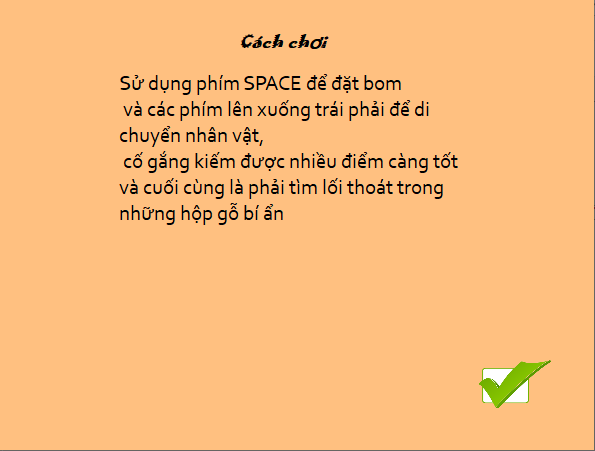 Cách chơi
Sử dụng phím SPACE để đặt bom
và các phím lên xuống trái phải để di
chuyển nhân vật,
cố gắng kiếm được nhiều điểm càng tốt
và cuối cùng là phải tìm lối thoát trong
những hộp gỗ bí ẩn